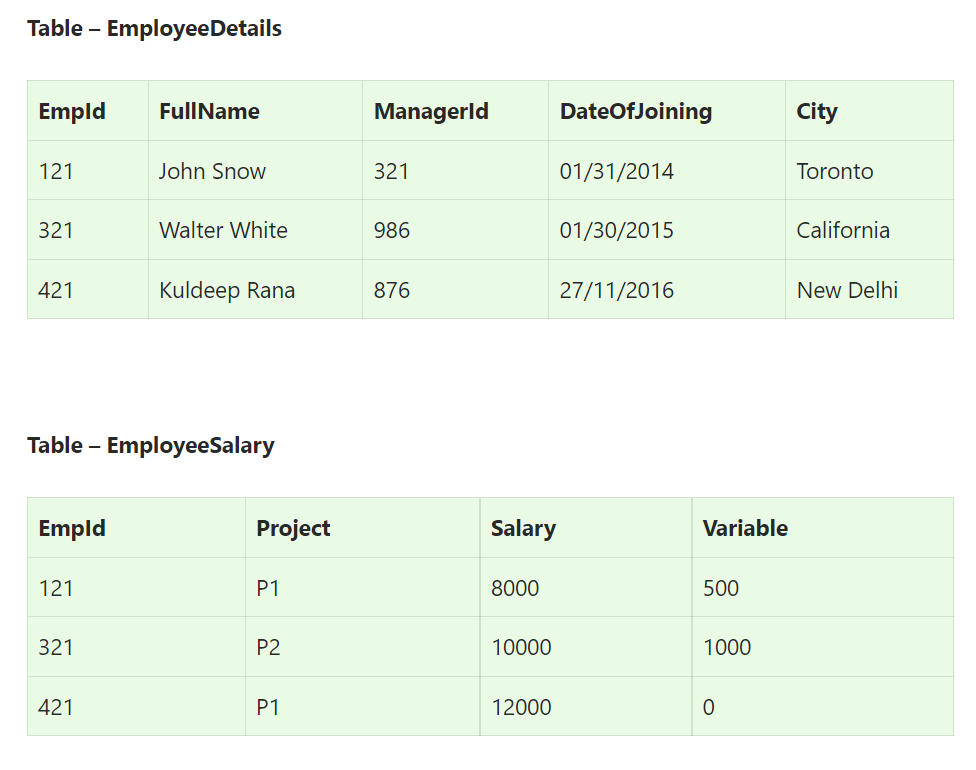 Table – EmployeeDetails
EmpId FullName ManagerId DateOfJoining City
121 John Snow 321 01/31/2014 Toronto
321 Walter White 986 01/30/2015 California
421 Kuldeep Rana 876 27/11/2016 New Delhi
Table – EmployeeSalary
EmpId Project Salary Variable
121 P1 8000 500
321 P2 10000 1000
421 P1 12000 0